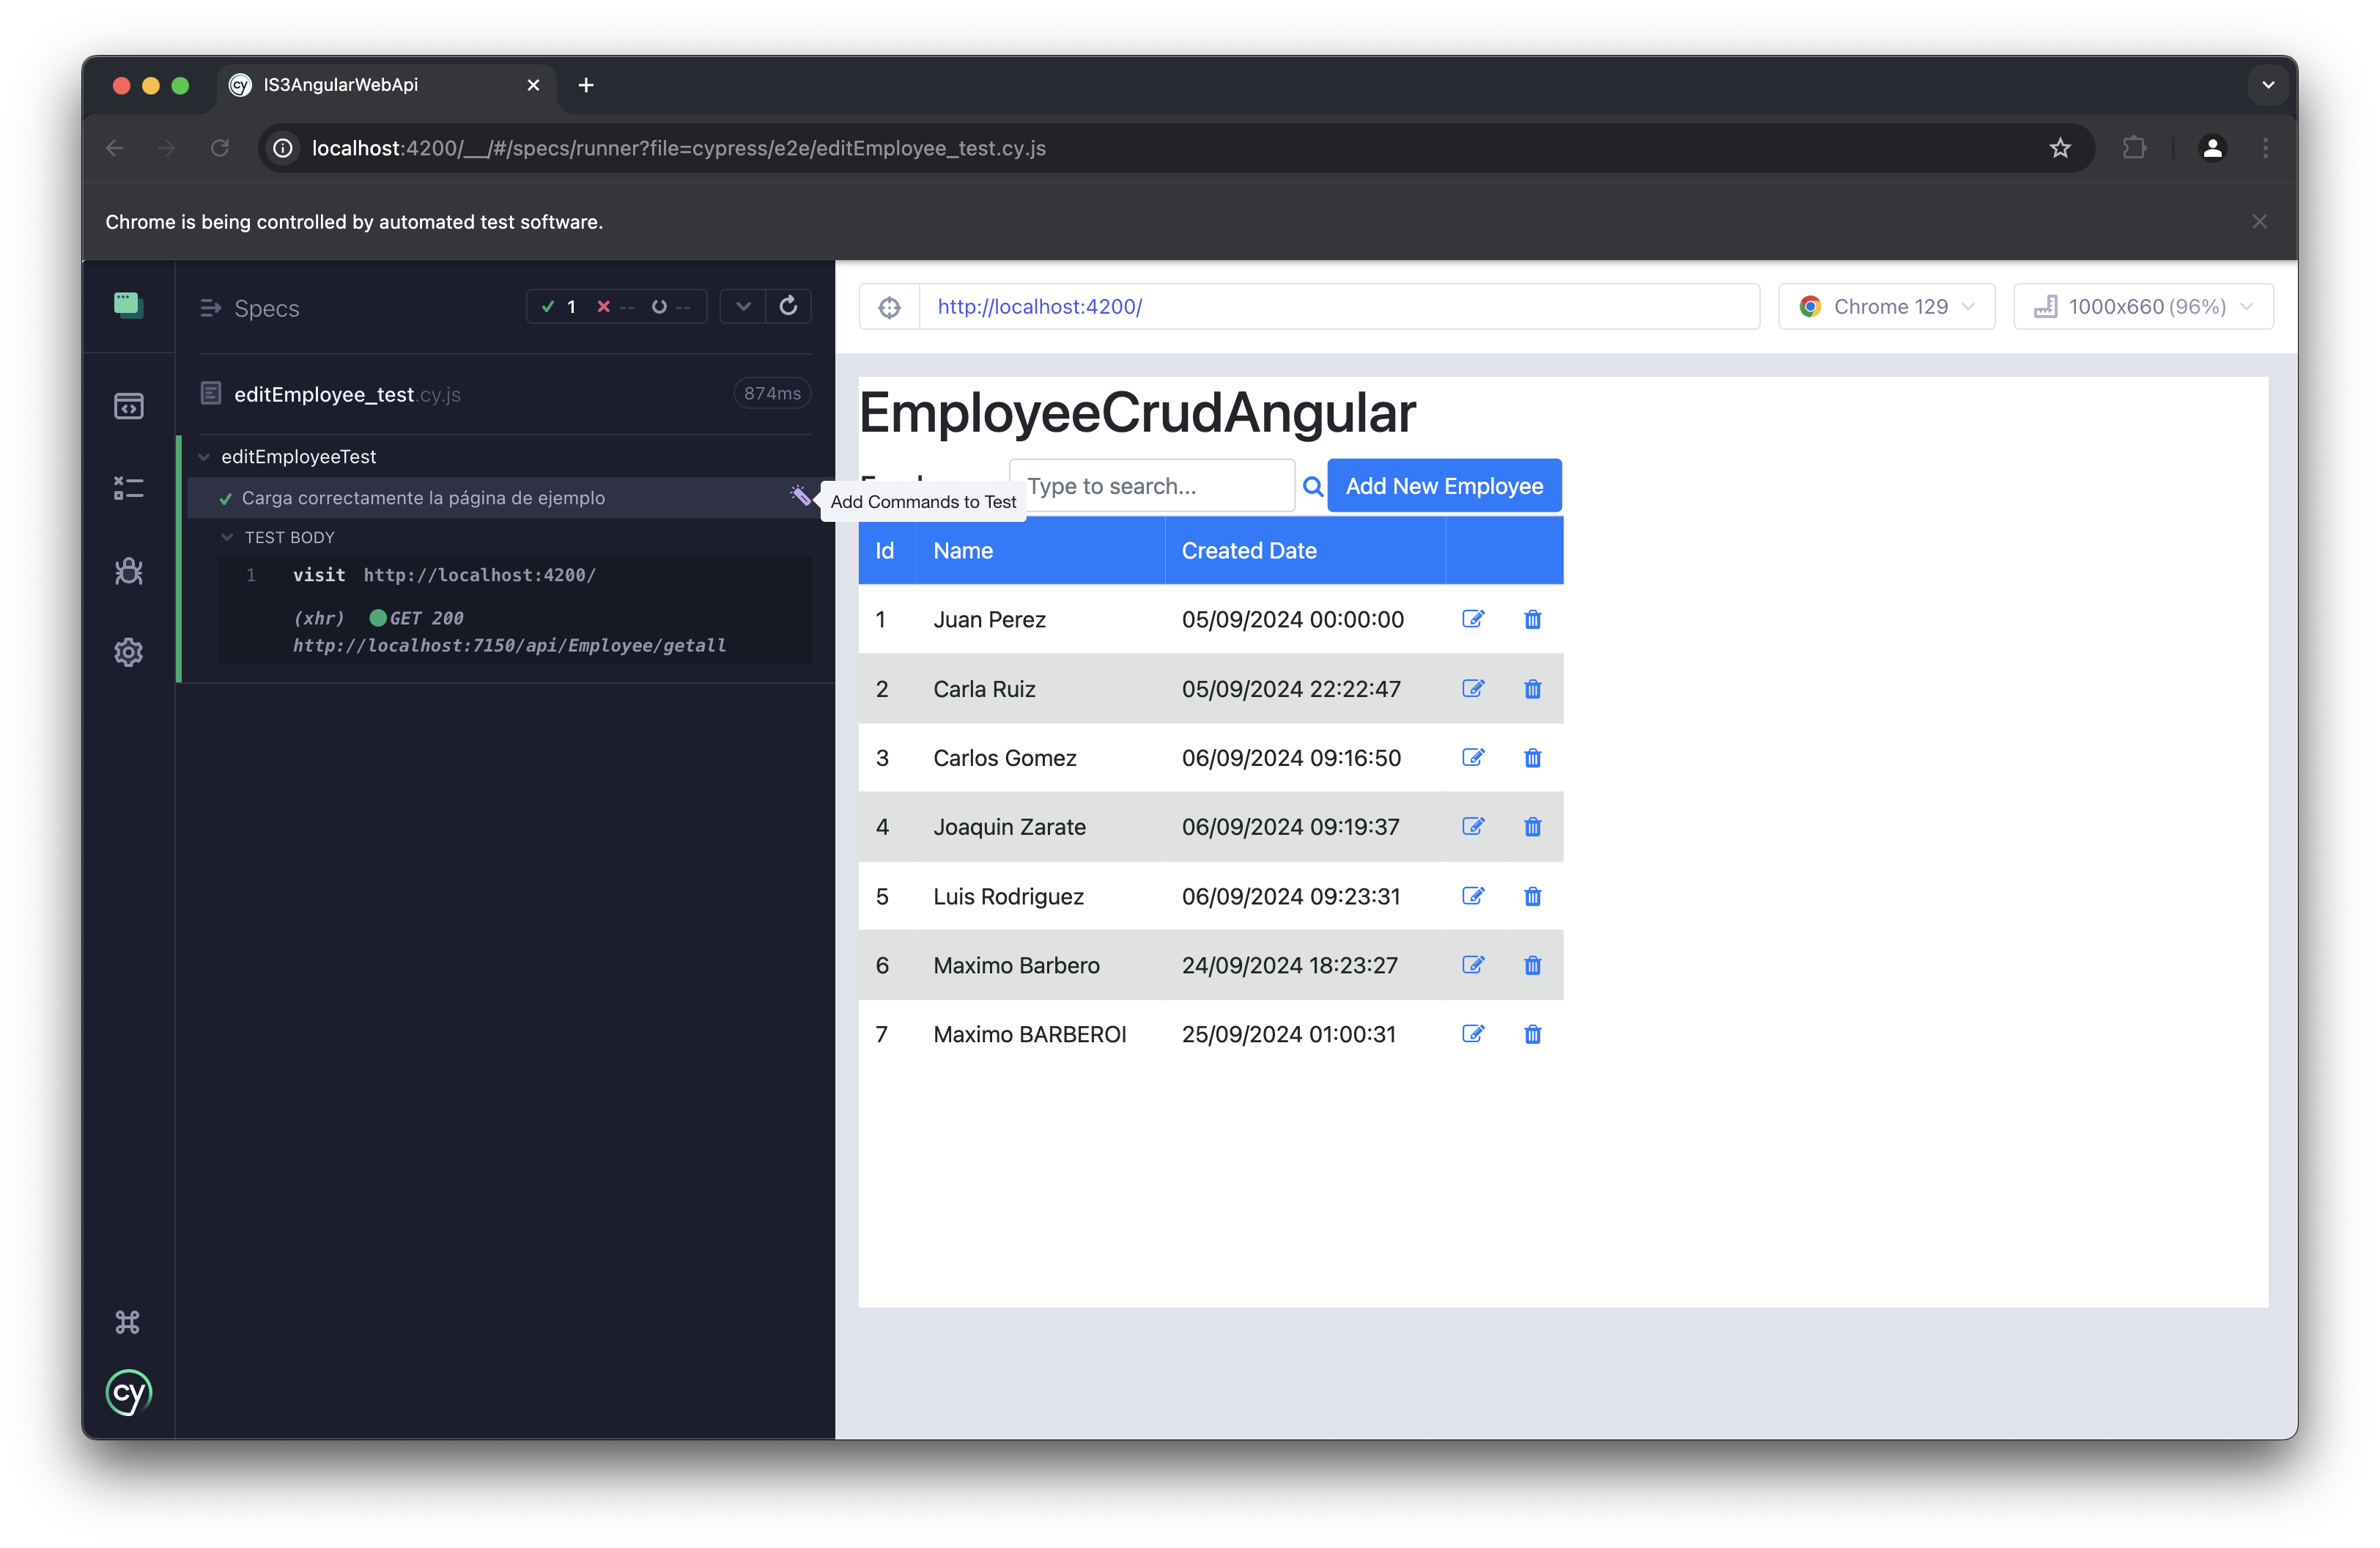 IS3AngularWebApi
localhost:4200/__/#/specs/runner?file=cypress/e2e/editEmployee_test.cy.js
Chrome is being controlled by automated test software.
Specs
1 -- --
editEmployee_test.cy.js 874ms
editEmployeeTest
Carga correctamente la página de ejemplo
Add Commands to Test
TEST BODY
1 visit http://localhost:4200/
(xhr) GET 200
http://localhost:7150/api/Employee/getall
cy
http://localhost:4200/ Chrome 129 1000x660 (96%)
EmployeeCrudAngular
Type to search... Add New Employee
Id Name Created Date
1 Juan Perez 05/09/2024 00:00:00
2 Carla Ruiz 05/09/2024 22:22:47
3 Carlos Gomez 06/09/2024 09:16:50
4 Joaquin Zarate 06/09/2024 09:19:37
5 Luis Rodriguez 06/09/2024 09:23:31
6 Maximo Barbero 24/09/2024 18:23:27
7 Maximo BARBEROI 25/09/2024 01:00:31